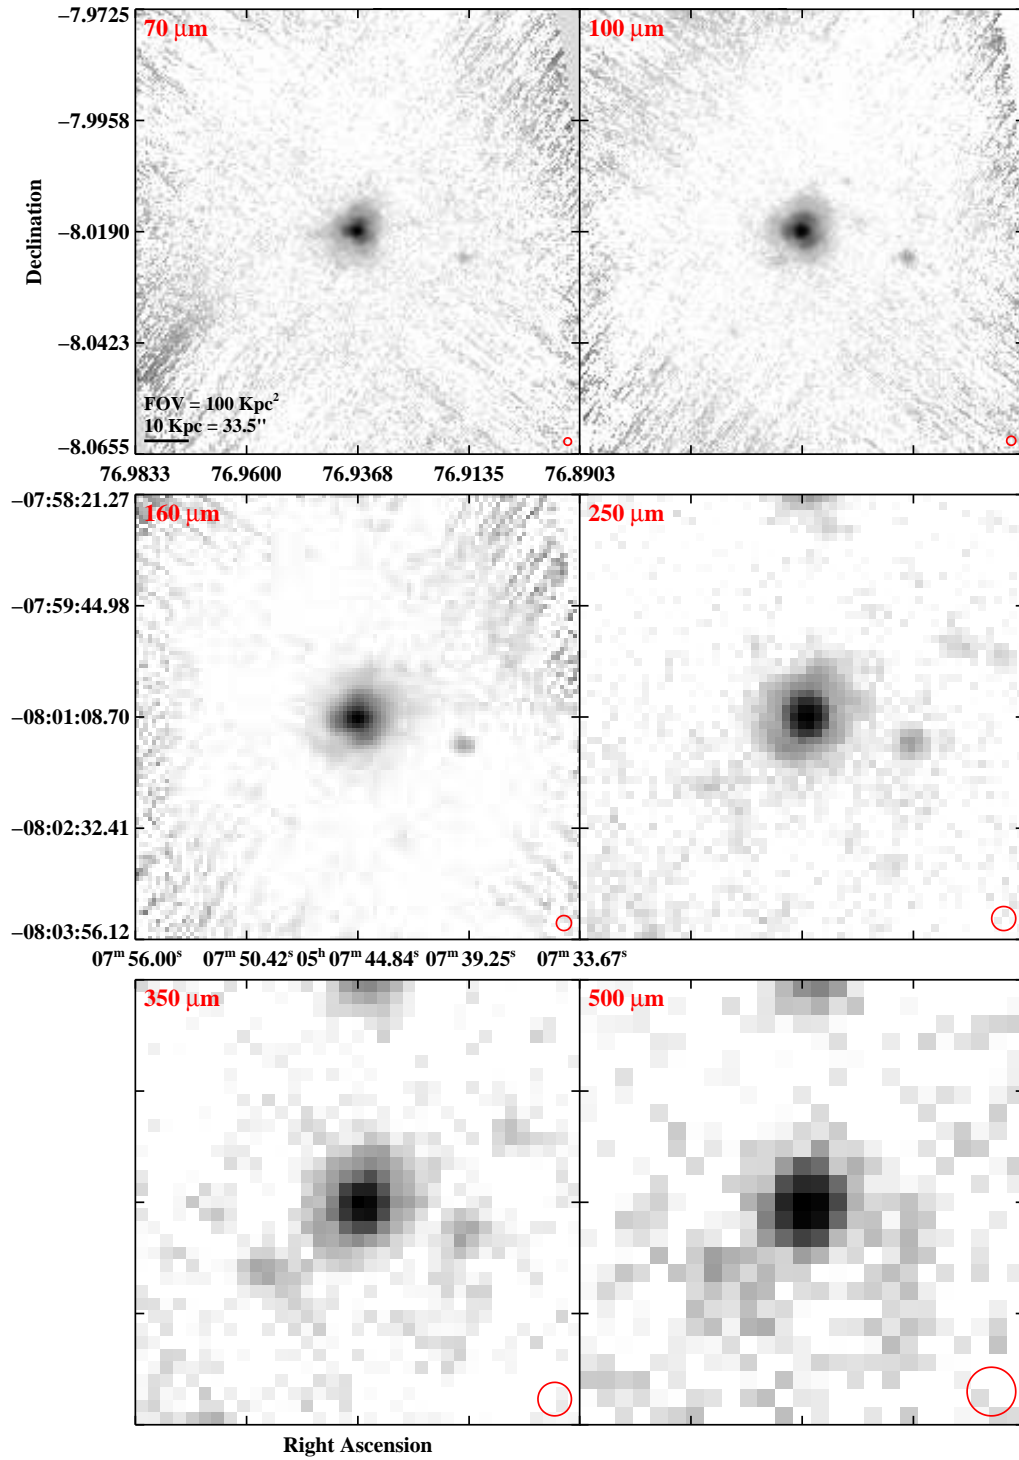 −7.9725
70 μm
100 μm
−7.9958
Declination
−8.0190
−8.0423
FOV = 100 Kpc²
10 Kpc = 33.5"
−8.0655
76.9833 76.9600 76.9368 76.9135 76.8903
−07:58:21.27
160 μm
250 μm
−07:59:44.98
−08:01:08.70
−08:02:32.41
−08:03:56.12
07ᵐ 56.00ˢ 07ᵐ 50.42ˢ 05ʰ 07ᵐ 44.84ˢ 07ᵐ 39.25ˢ 07ᵐ 33.67ˢ
350 μm
500 μm
Right Ascension